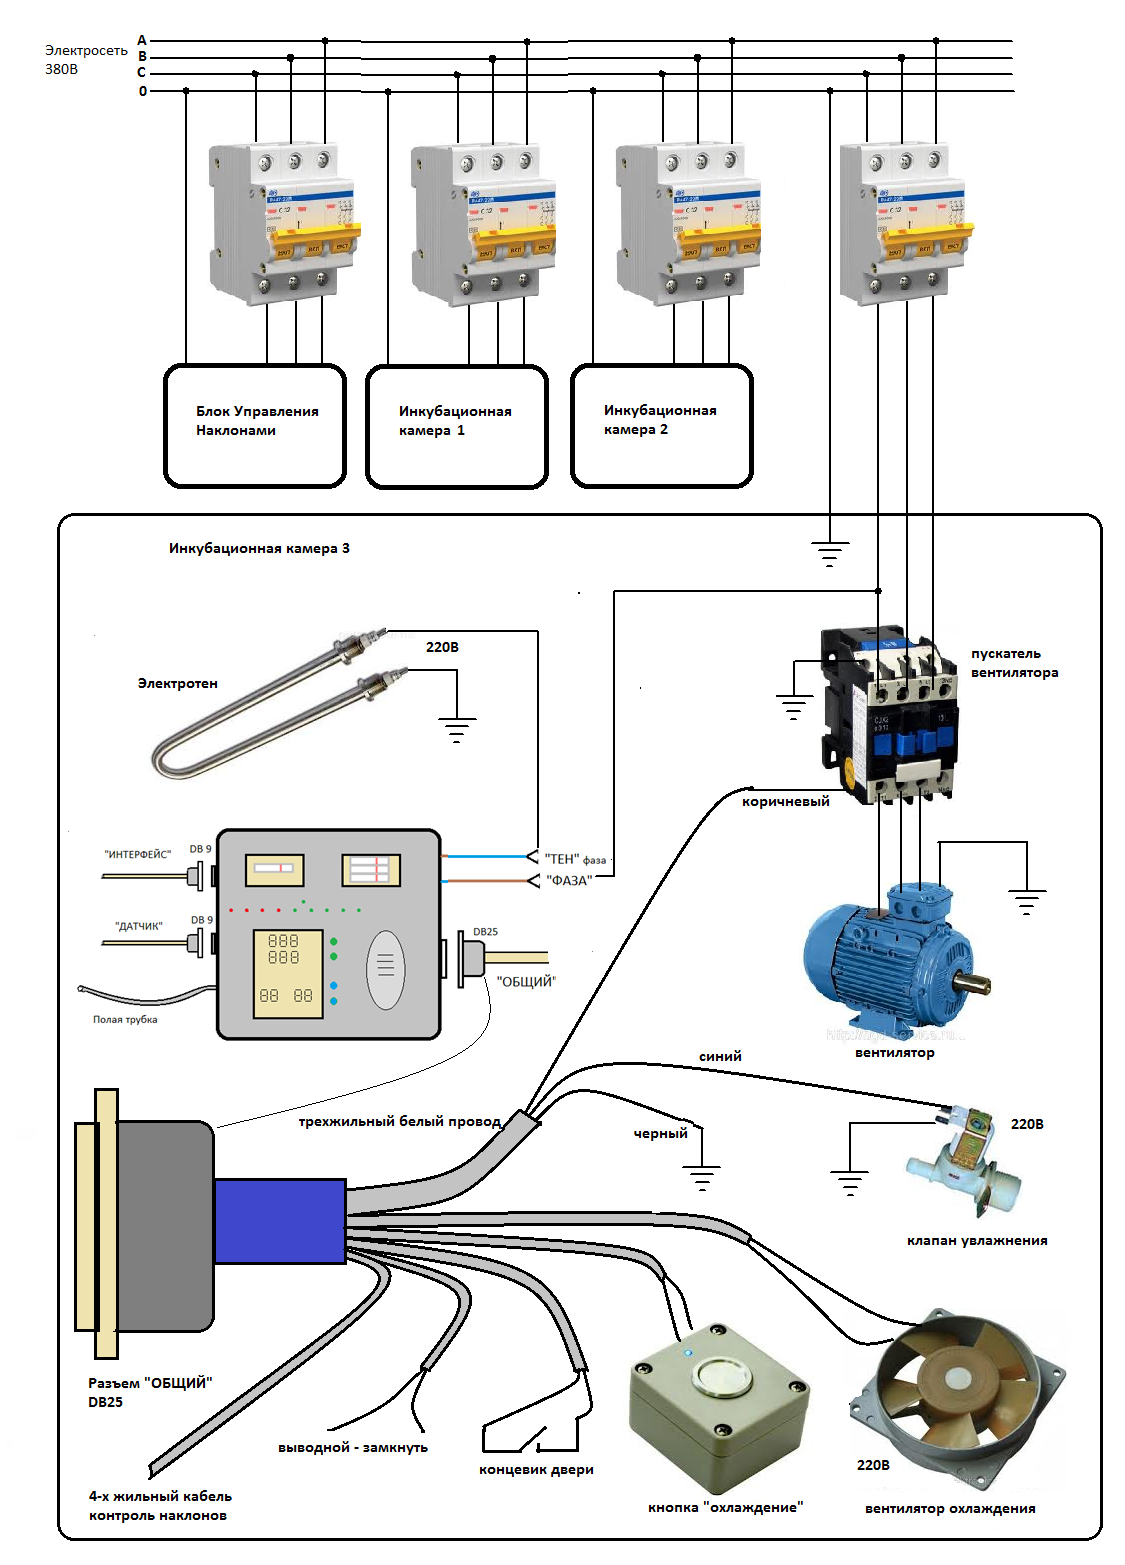 Электросеть
380В
A
B
C
0
Блок Управления
Наклонами
Инкубационная
камера 1
Инкубационная
камера 2
Инкубационная камера 3
220В
Электротен
пускатель
вентилятора
коричневый
"ИНТЕРФЕЙС"
DB 9
"ТЕН" фаза
"ФАЗА"
"ДАТЧИК"
DB 9
DB25
"ОБЩИЙ"
Полая трубка
вентилятор
синий
трехжильный белый провод
черный
220В
клапан увлажнения
Разъем "ОБЩИЙ"
DB25
выводной - замкнуть
концевик двери
220В
4-х жильный кабель
контроль наклонов
кнопка "охлаждение"
вентилятор охлаждения